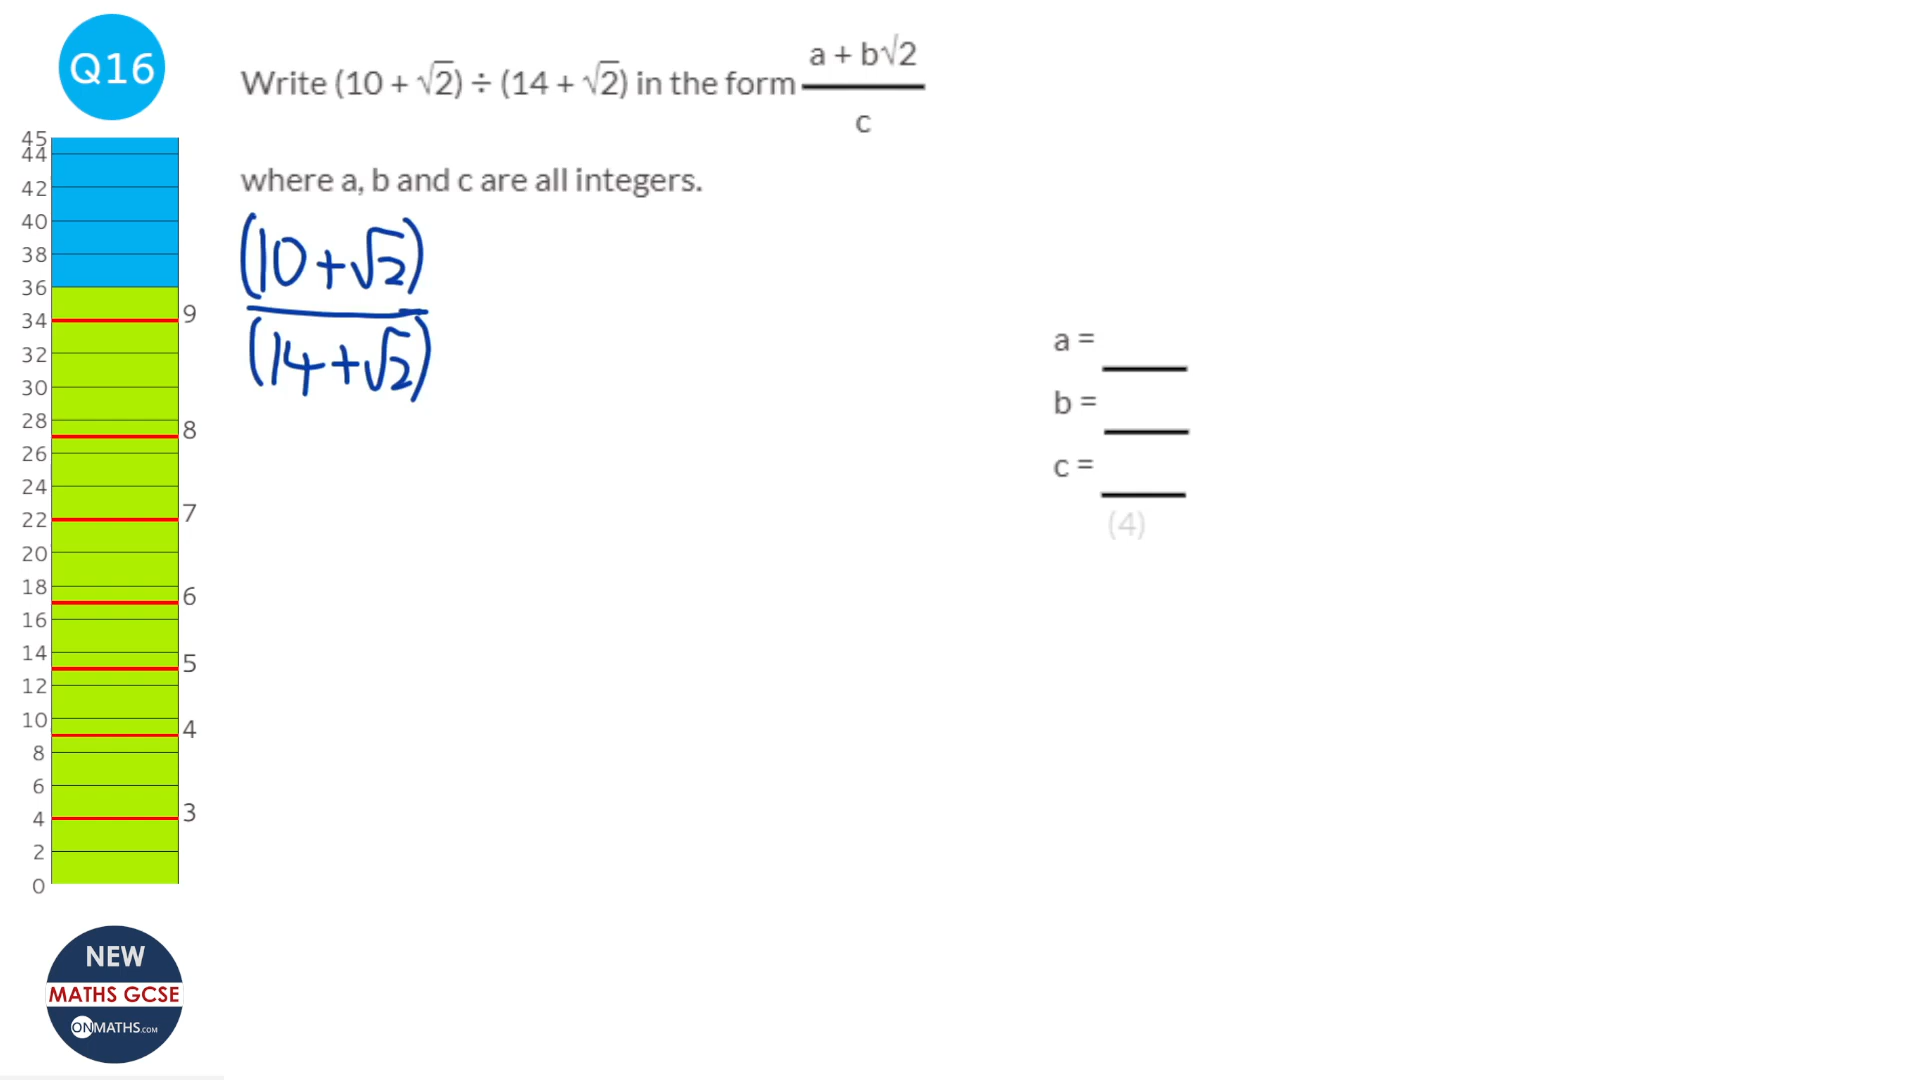 Q16
Write (10 + √2) ÷ (14 + √2) in the form a + b√2
c
where a, b and c are all integers.
(10+√2)
(14+√2)
a =
b =
c =
(4)
45
44
42
40
38
36
34 9
32
30
28 8
26
24
22 7
20
18 6
16
14 5
12
10 4
8
6
4 3
2
0
NEW
MATHS GCSE
ONMATHS.COM